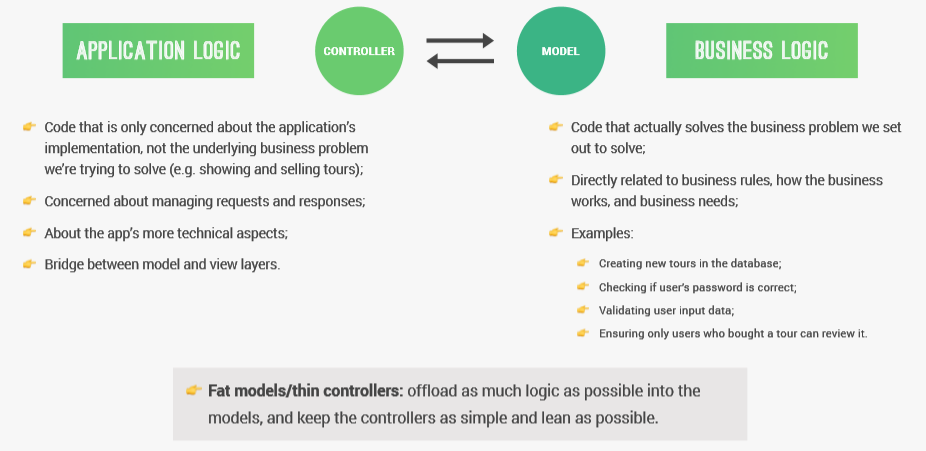 APPLICATION LOGIC
CONTROLLER
MODEL
BUSINESS LOGIC
Code that is only concerned about the application's
implementation, not the underlying business problem
we're trying to solve (e.g. showing and selling tours);
Concerned about managing requests and responses;
About the app's more technical aspects;
Bridge between model and view layers.
Code that actually solves the business problem we set
out to solve;
Directly related to business rules, how the business
works, and business needs;
Examples:
Creating new tours in the database;
Checking if user's password is correct;
Validating user input data;
Ensuring only users who bought a tour can review it.
Fat models/thin controllers: offload as much logic as possible into the
models, and keep the controllers as simple and lean as possible.